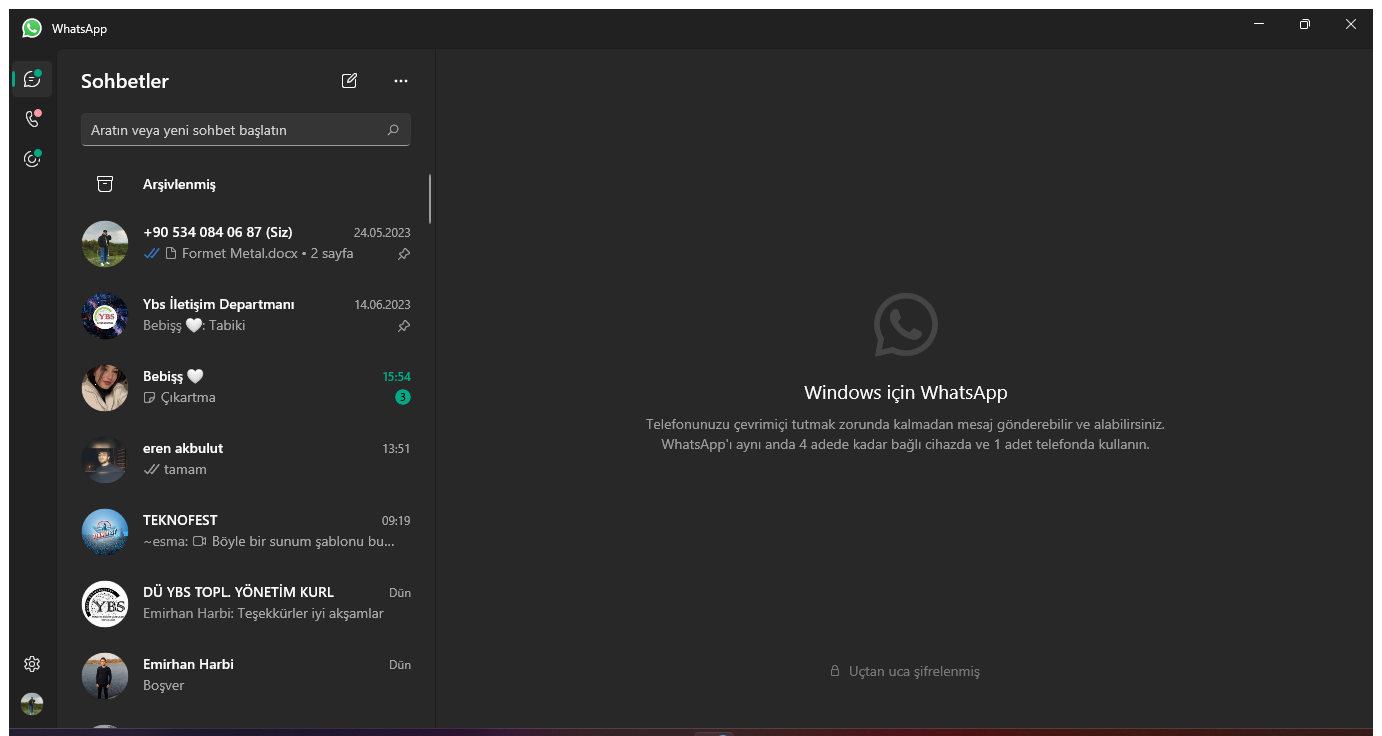 WhatsApp
Sohbetler
Aratın veya yeni sohbet başlatın
Arşivlenmiş
+90 534 084 06 87 (Siz) 24.05.2023
Formet Metal.docx • 2 sayfa
Ybs İletişim Departmanı 14.06.2023
Bebişş 🤍: Tabiki
YBS
Bebişş 🤍 15:54
Çıkartma 3
eren akbulut 13:51
tamam
TEKNOFEST 09:19
~esma: Böyle bir sunum şablonu bu...
DÜ YBS TOPL. YÖNETİM KURL Dün
Emirhan Harbi: Teşekkürler iyi akşamlar
YBS
Emirhan Harbi Dün
Boşver
Windows için WhatsApp
Telefonunuzu çevrimiçi tutmak zorunda kalmadan mesaj gönderebilir ve alabilirsiniz.
WhatsApp'ı aynı anda 4 adede kadar bağlı cihazda ve 1 adet telefonda kullanın.
Uçtan uca şifrelenmiş